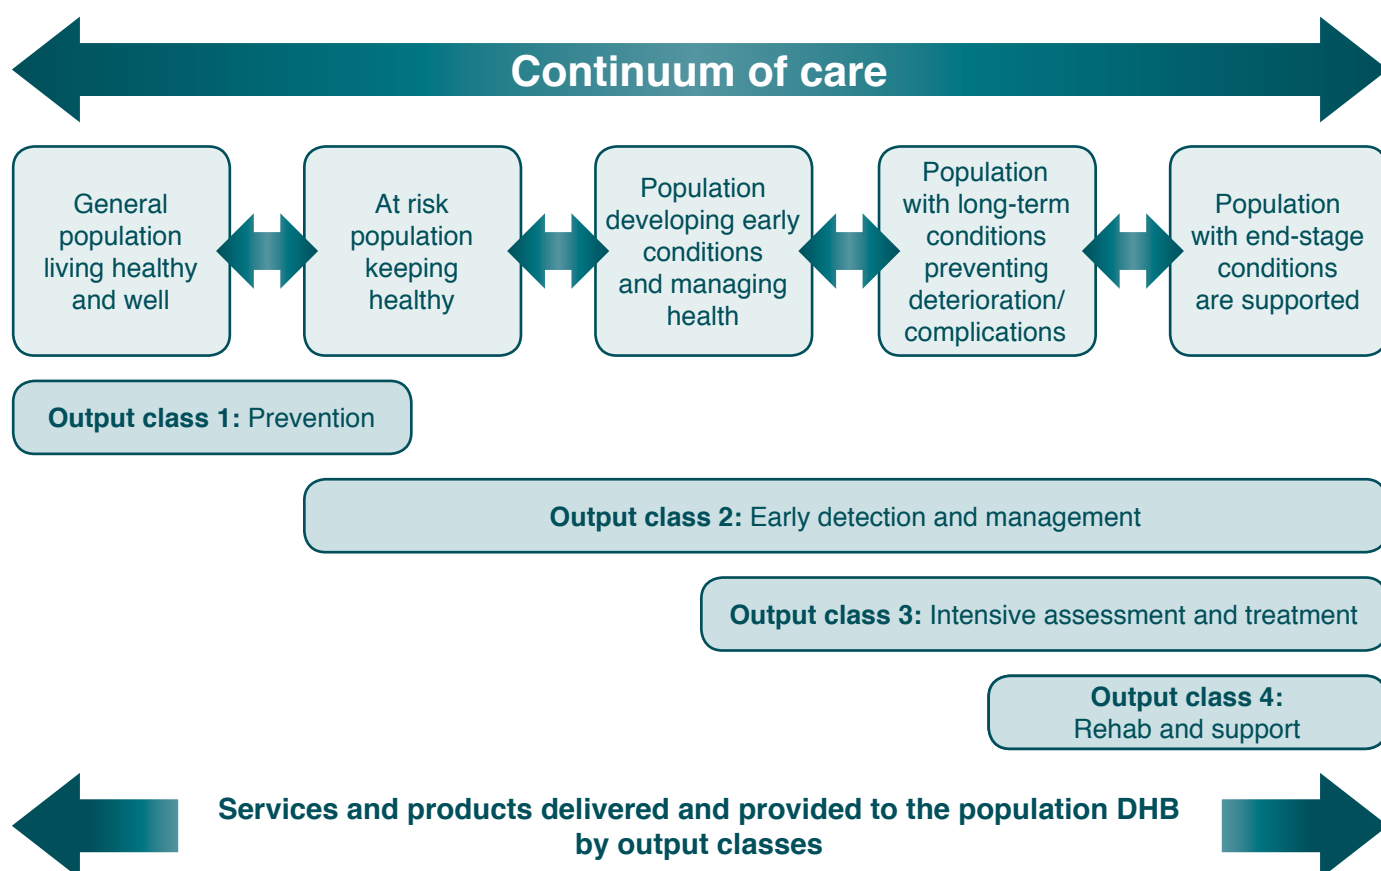 Continuum of care
General
population
living healthy
and well
At risk
population
keeping
healthy
Population
developing early
conditions
and managing
health
Population
with long-term
conditions
preventing
deterioration/
complications
Population
with end-stage
conditions
are supported
Output class 1: Prevention
Output class 2: Early detection and management
Output class 3: Intensive assessment and treatment
Output class 4:
Rehab and support
Services and products delivered and provided to the population DHB
by output classes